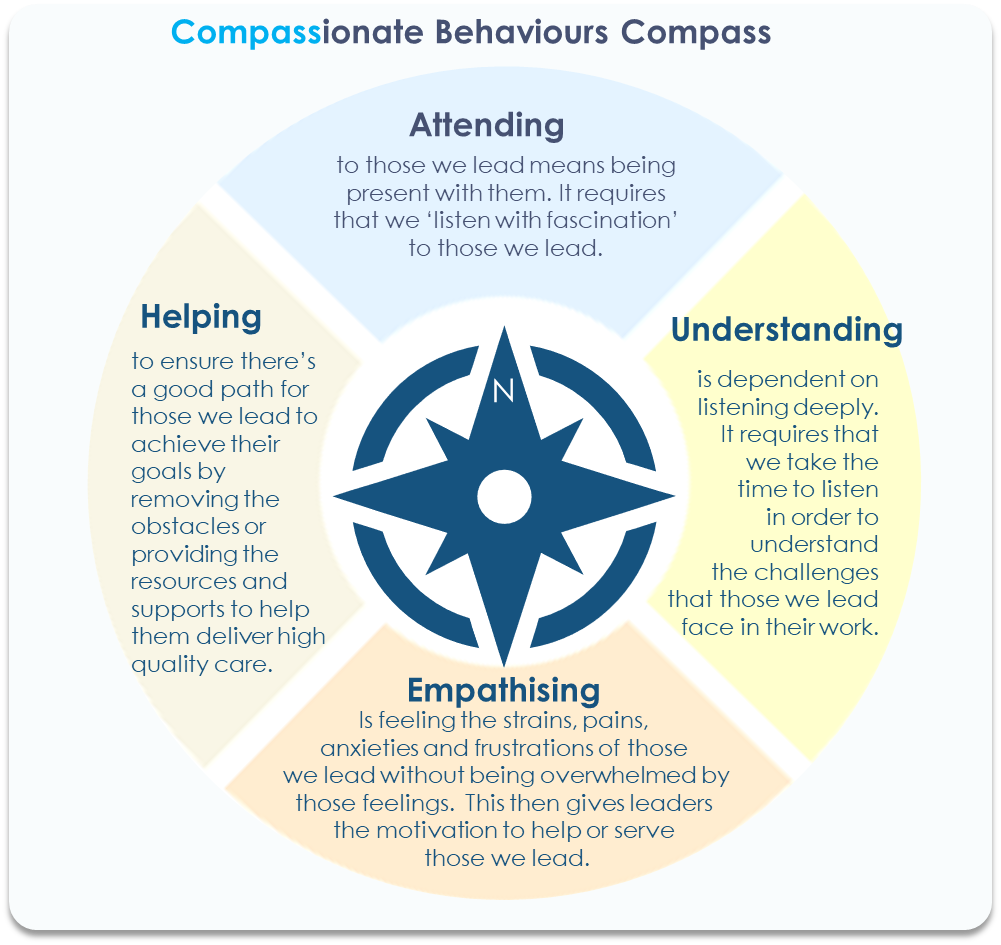 Compassionate Behaviours Compass
Attending
to those we lead means being
present with them. It requires
that we ‘listen with fascination’
to those we lead.
Helping
to ensure there’s
a good path for
those we lead to
achieve their
goals by
removing the
obstacles or
providing the
resources and
supports to help
them deliver high
quality care.
N
Understanding
is dependent on
listening deeply.
It requires that
we take the
time to listen
in order to
understand
the challenges
that those we lead
face in their work.
Empathising
Is feeling the strains, pains,
anxieties and frustrations of those
we lead without being overwhelmed by
those feelings. This then gives leaders
the motivation to help or serve
those we lead.